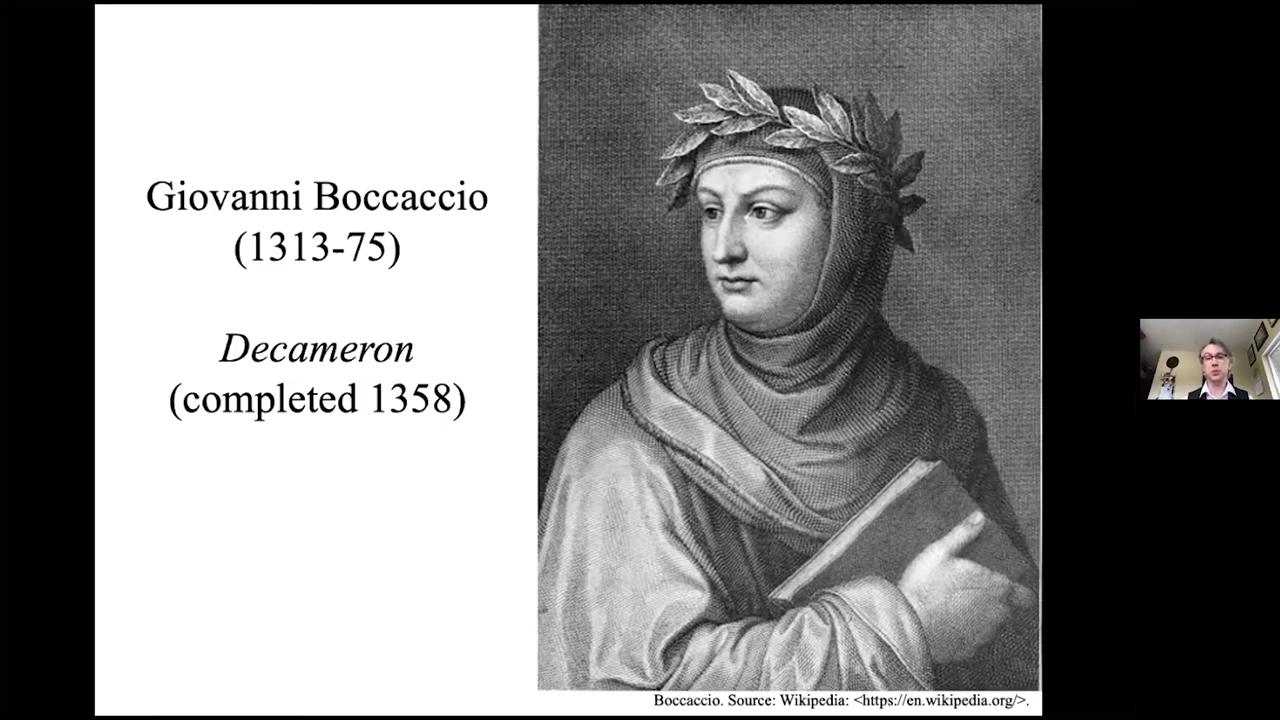 Giovanni Boccaccio
(1313-75)
Decameron
(completed 1358)
Boccaccio. Source: Wikipedia: <https://en.wikipedia.org/>.